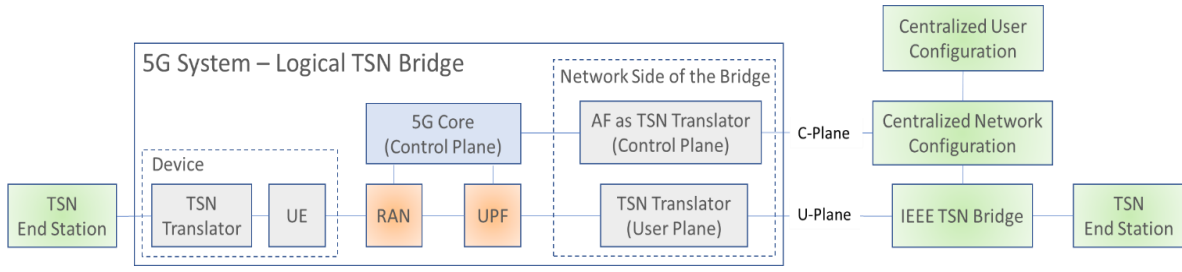 Centralized User
Configuration
5G System – Logical TSN Bridge
Network Side of the Bridge
5G Core
(Control Plane)
AF as TSN Translator
(Control Plane)
C-Plane
Centralized Network
Configuration
Device
TSN
End Station
TSN
Translator
UE
RAN
UPF
TSN Translator
(User Plane)
U-Plane
IEEE TSN Bridge
TSN
End Station